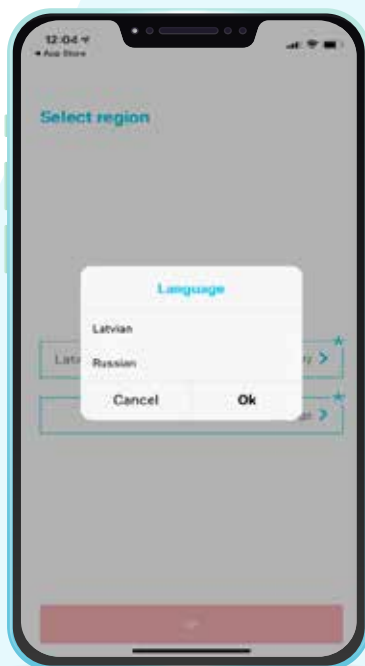 12:04
App Store
Select region
Language
Latvian
Russian
Cancel
Ok